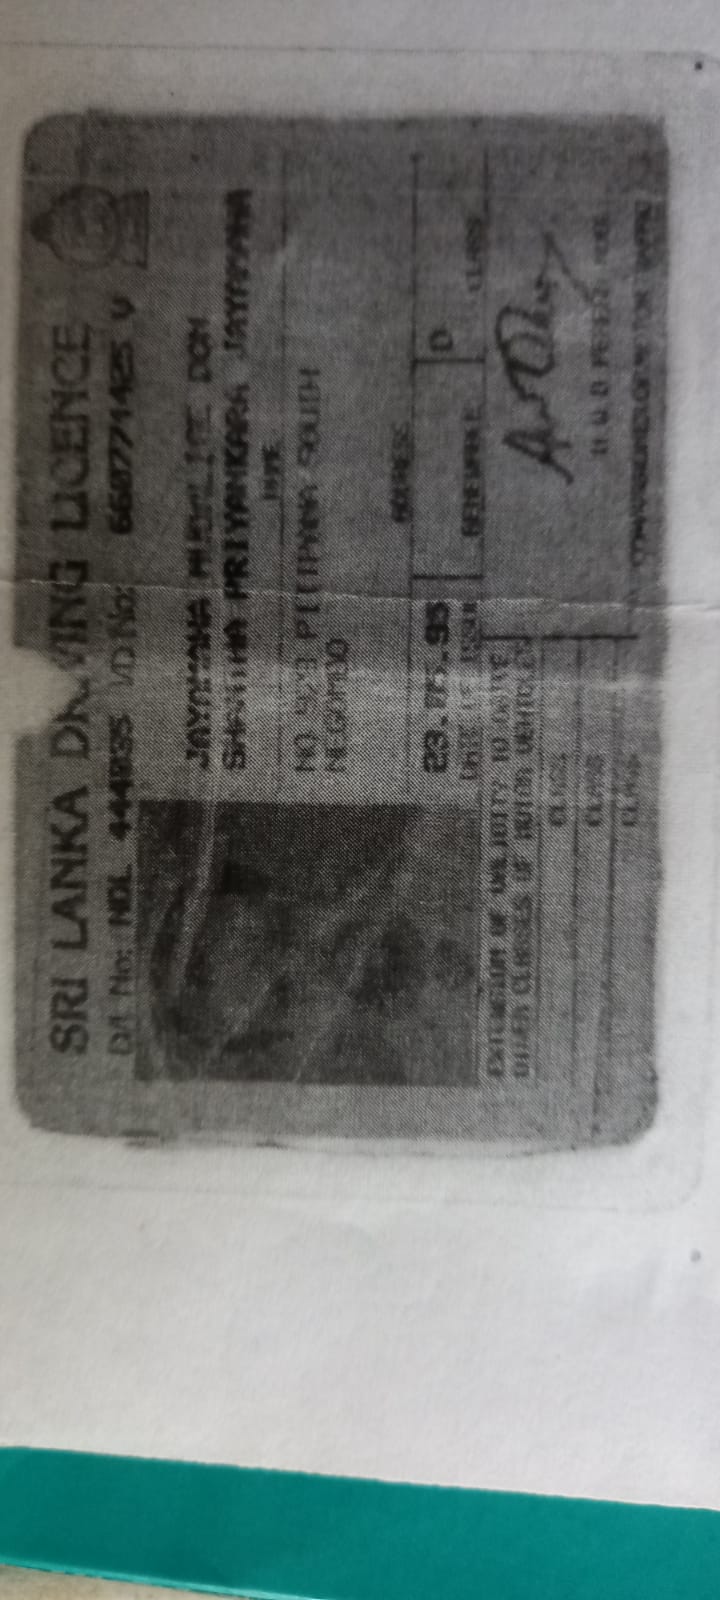 SRI LANKA DRIVING LICENCE
D/L No: NDL 444035 I/D No: 660771425 V
JAYAMAHA MUDALIGE DON
SHANTHA PRIYANKARA JAYAMAHA
NAME
NO PITIPANA SOUTH
NEGOMBO
ADDRESS
23.05.95
DATE OF ISSUE
RENEWABLE
D
CLASS
EXTENSION OF VALIDITY TO DRIVE
OTHER CLASSES OF MOTOR VEHICLES
CLASS
CLASS
CLASS
PERERA
COMMISSIONER OF MOTOR TRAFFIC